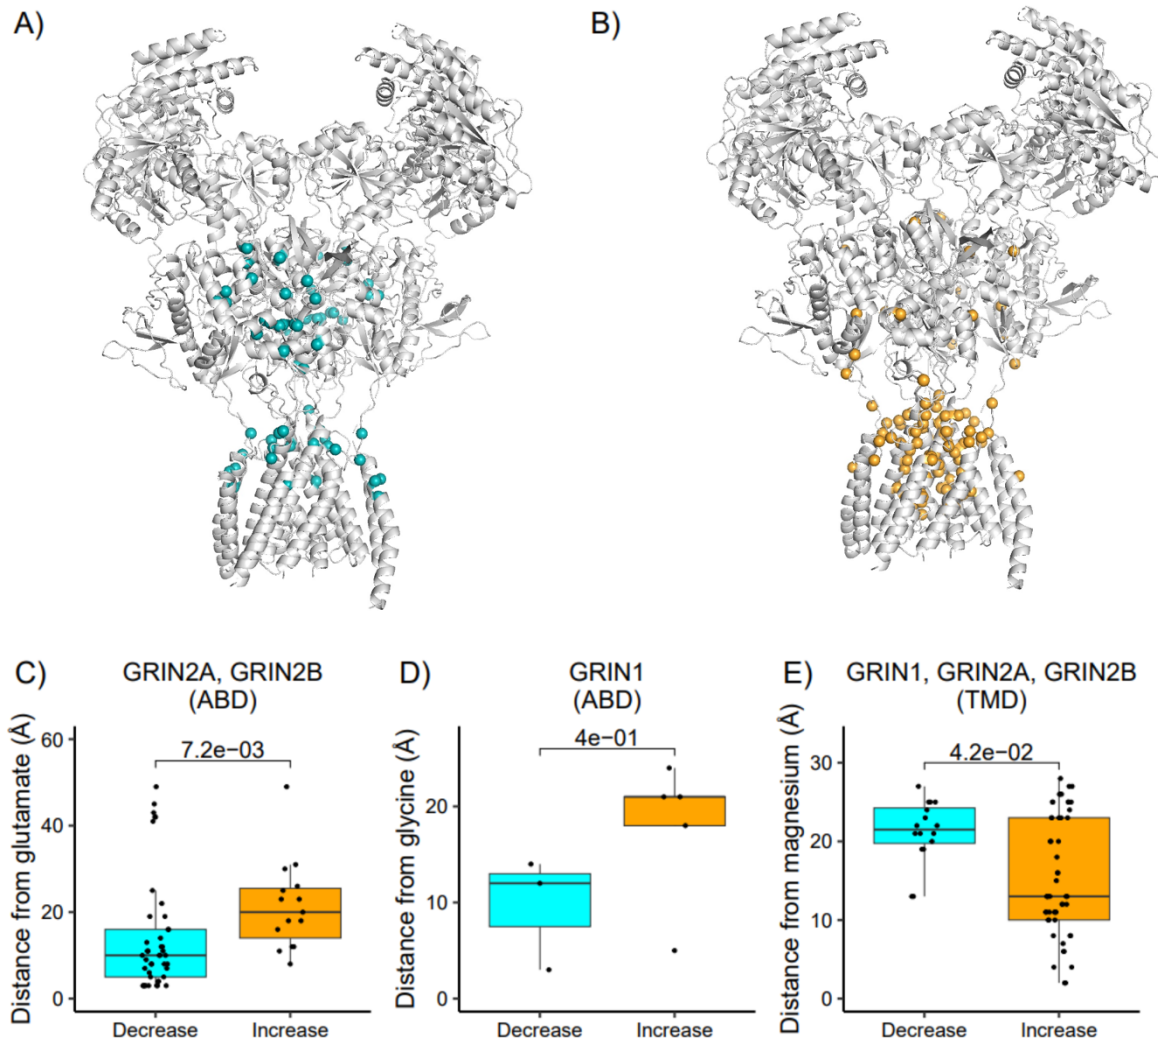 A)
B)
C)
GRIN2A, GRIN2B
(ABD)
Distance from glutamate (Å)
60
40
20
0
7.2e−03
Decrease
Increase
D)
GRIN1
(ABD)
Distance from glycine (Å)
20
10
0
4e−01
Decrease
Increase
E)
GRIN1, GRIN2A, GRIN2B
(TMD)
Distance from magnesium (Å)
30
20
10
0
4.2e−02
Decrease
Increase